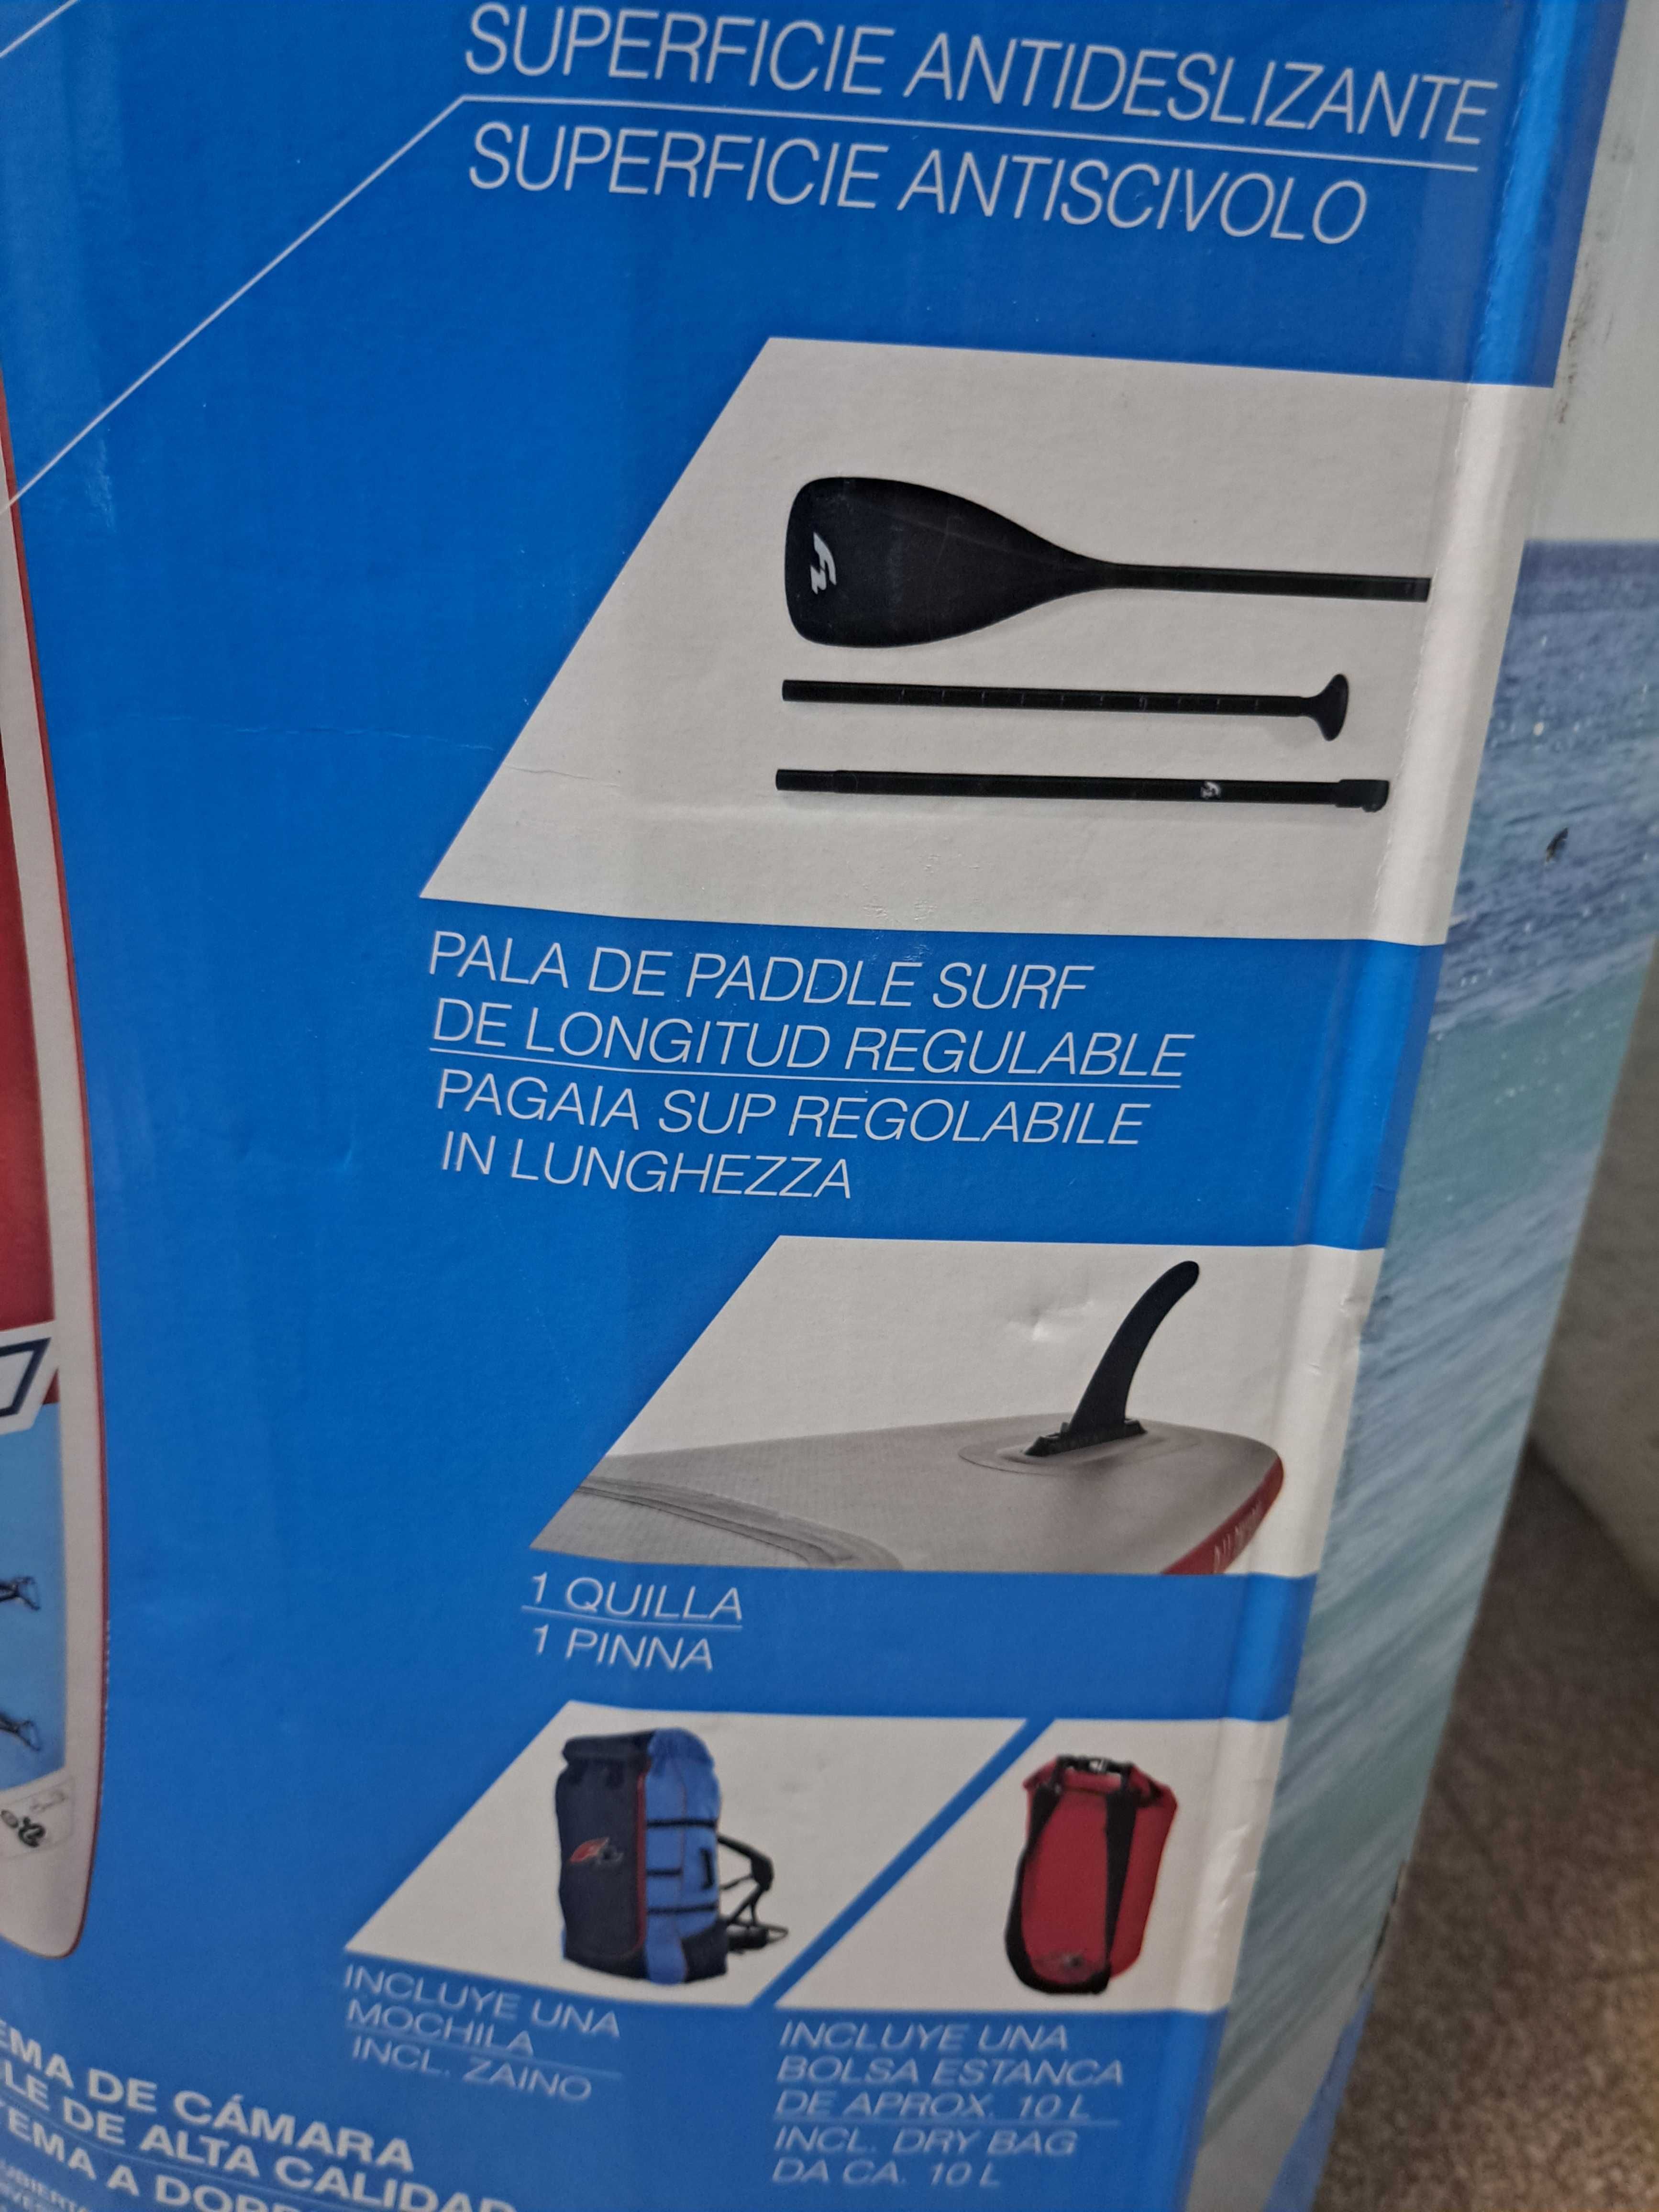 SUPERFICIE ANTIDESLIZANTE
SUPERFICIE ANTISCIVOLO
F2
PALA DE PADDLE SURF
DE LONGITUD REGULABLE
PAGAIA SUP REGOLABILE
IN LUNGHEZZA
1 QUILLA
1 PINNA
INCLUYE UNA
MOCHILA
INCL. ZAINO
INCLUYE UNA
BOLSA ESTANCA
DE APROX. 10 L
INCL. DRY BAG
DA CA. 10 L
DE CÁMARA
DE ALTA CALIDAD
A